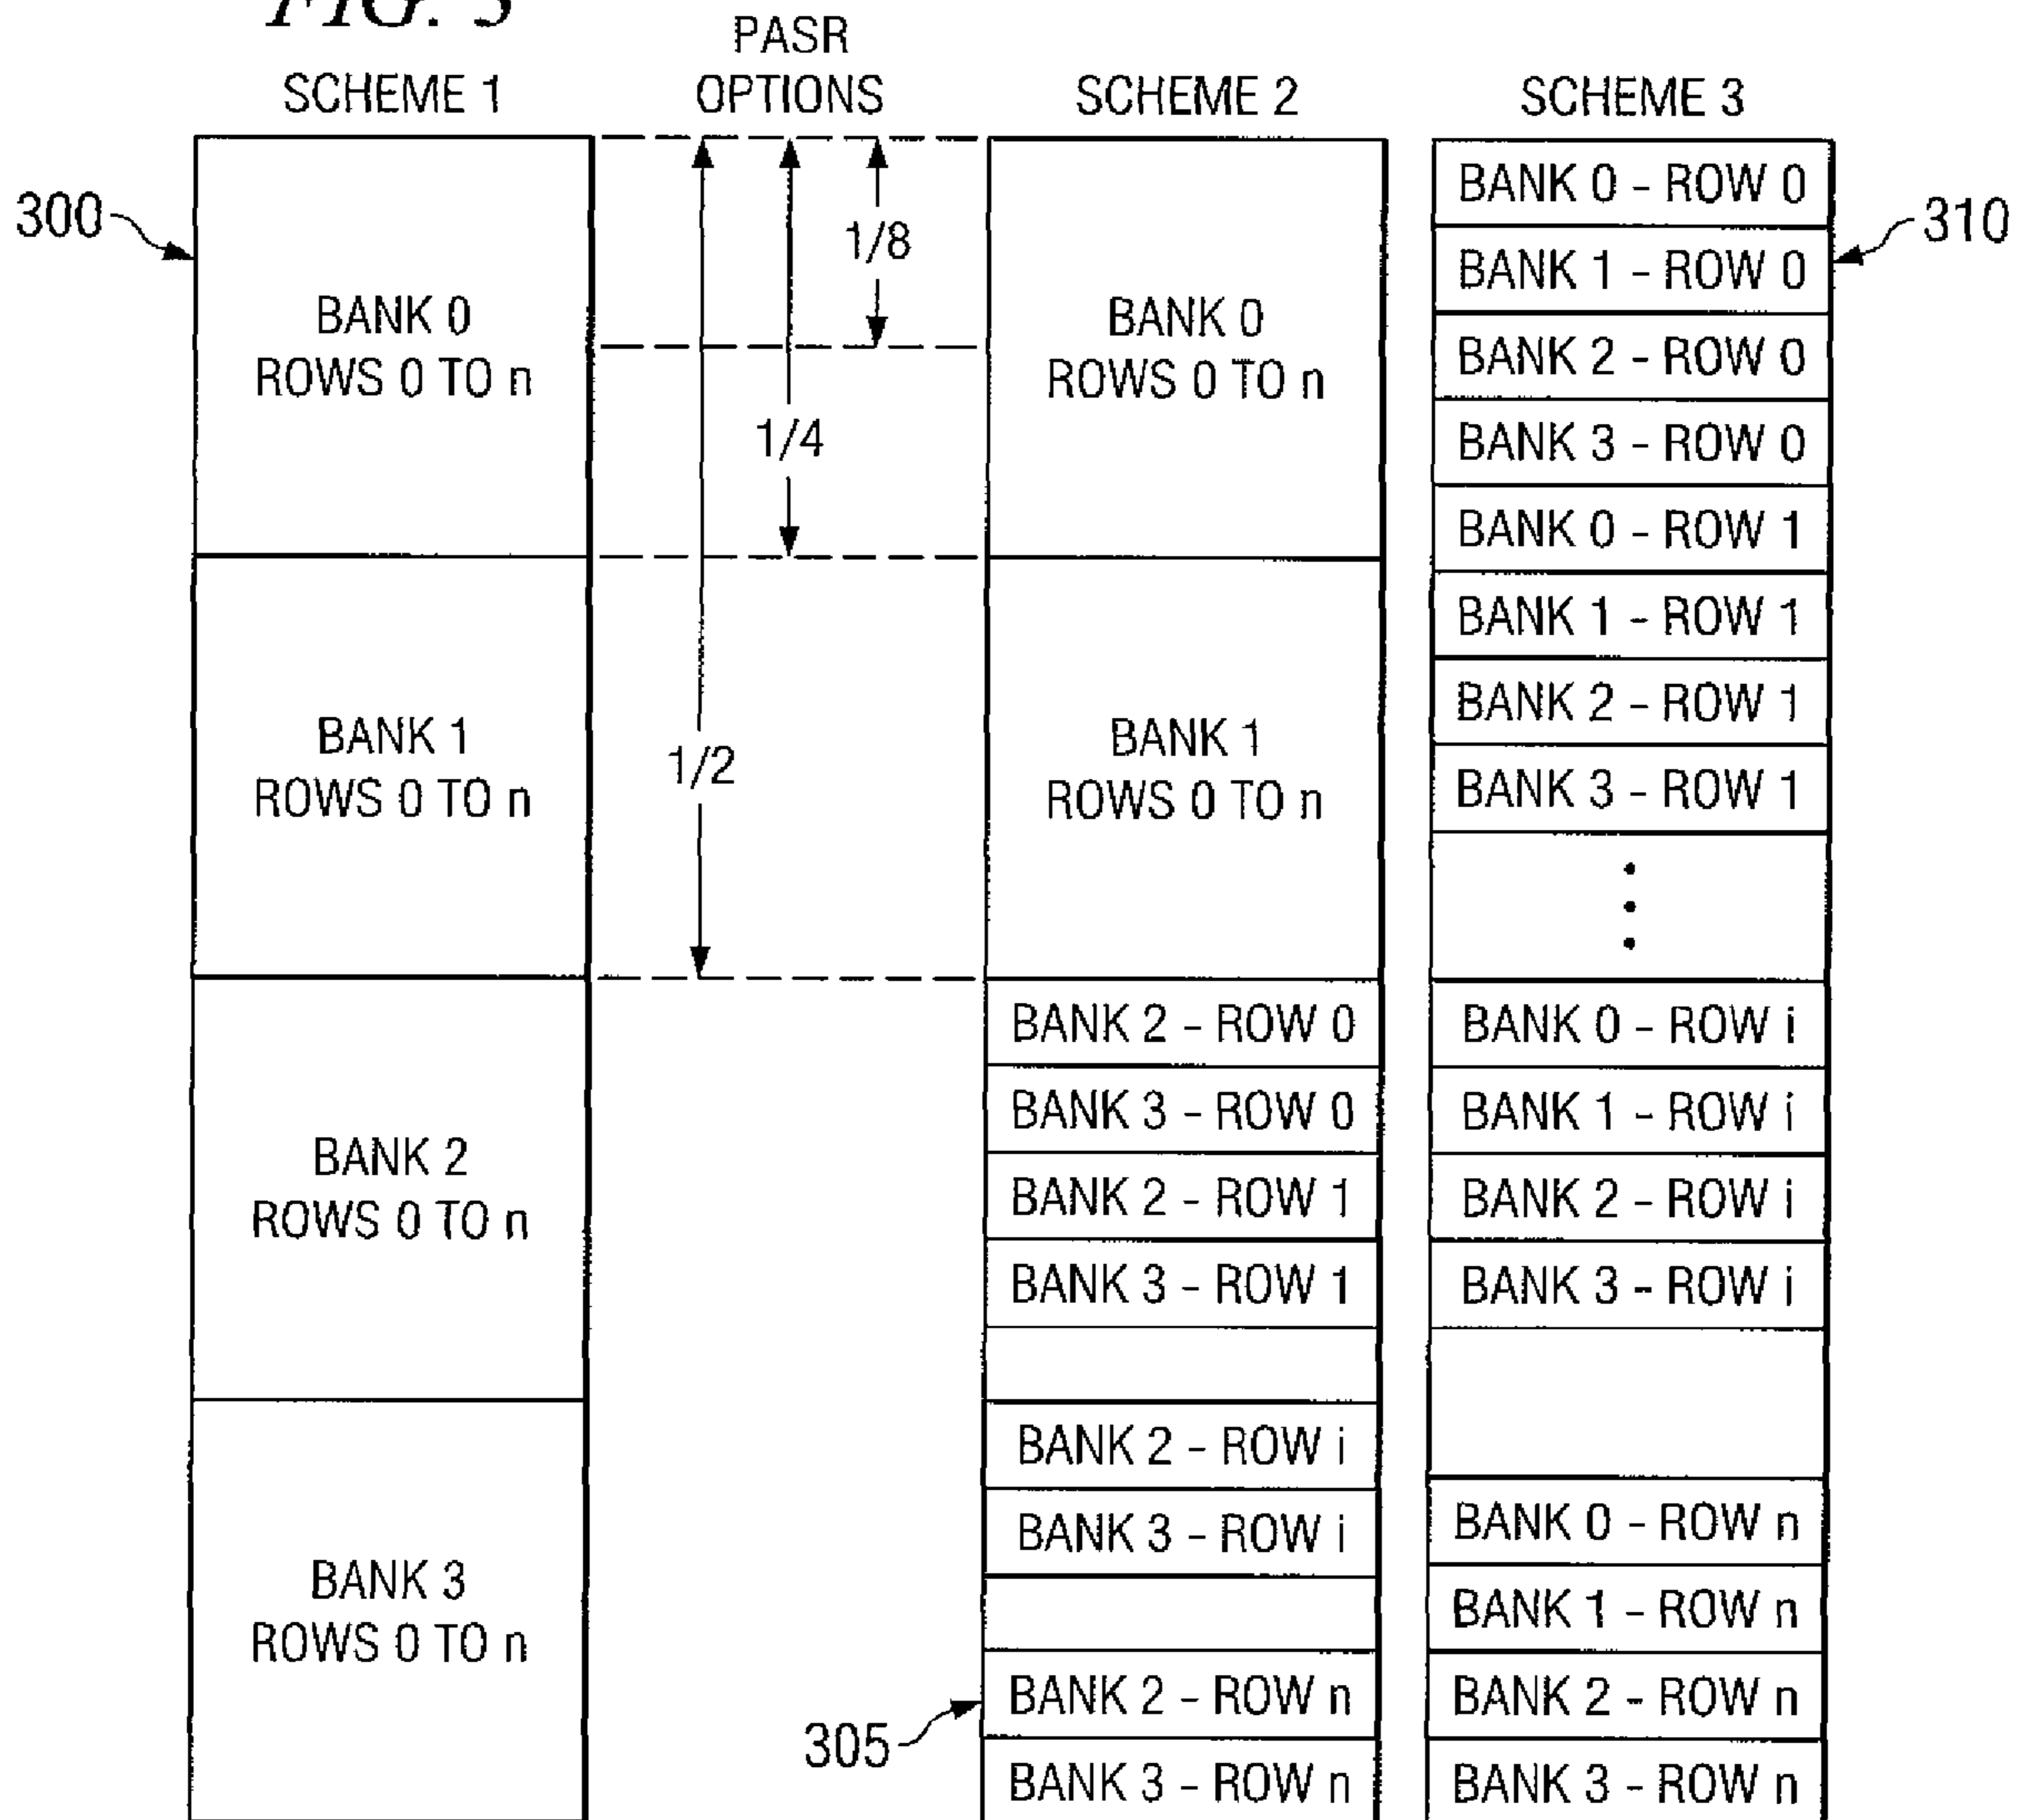 FIG. 3
PASR
OPTIONS
SCHEME 1
SCHEME 2
SCHEME 3
300
BANK 0
ROWS 0 TO n
BANK 1
ROWS 0 TO n
BANK 2
ROWS 0 TO n
BANK 3
ROWS 0 TO n
1/8
1/4
1/2
BANK 0
ROWS 0 TO n
BANK 1
ROWS 0 TO n
BANK 2 - ROW 0
BANK 3 - ROW 0
BANK 2 - ROW 1
BANK 3 - ROW 1
BANK 2 - ROW i
BANK 3 - ROW i
BANK 2 - ROW n
BANK 3 - ROW n
305
BANK 0 - ROW 0
BANK 1 - ROW 0
BANK 2 - ROW 0
BANK 3 - ROW 0
BANK 0 - ROW 1
BANK 1 - ROW 1
BANK 2 - ROW 1
BANK 3 - ROW 1
BANK 0 - ROW i
BANK 1 - ROW i
BANK 2 - ROW i
BANK 3 - ROW i
BANK 0 - ROW n
BANK 1 - ROW n
BANK 2 - ROW n
BANK 3 - ROW n
310